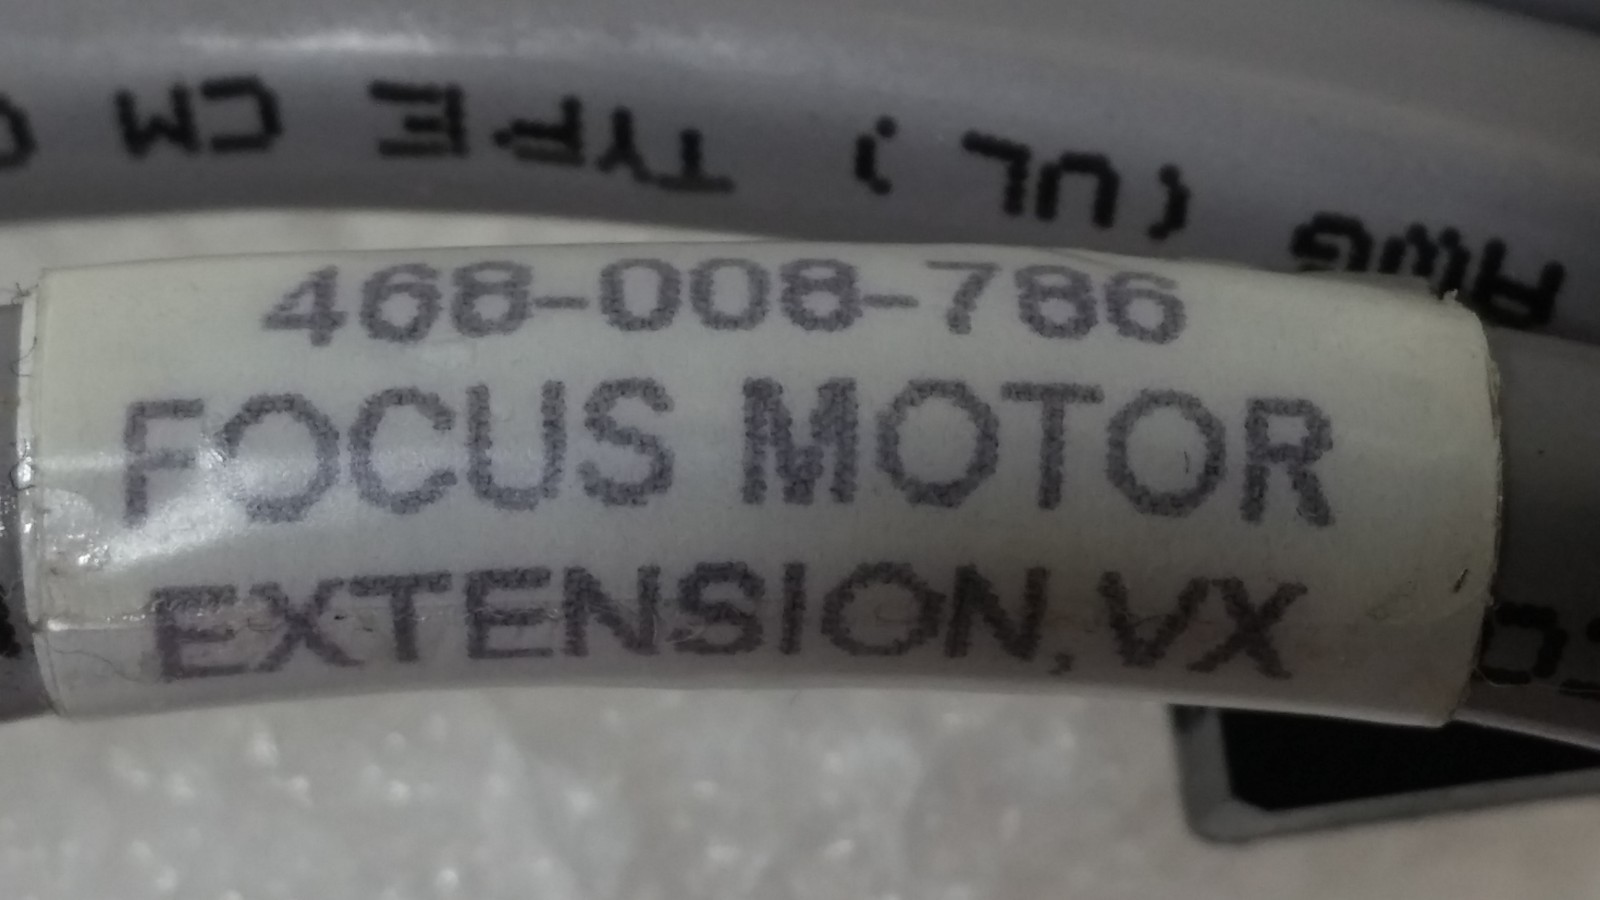 AWG (UL) TYPE CM
468-008-786
FOCUS MOTOR
EXTENSION,VX